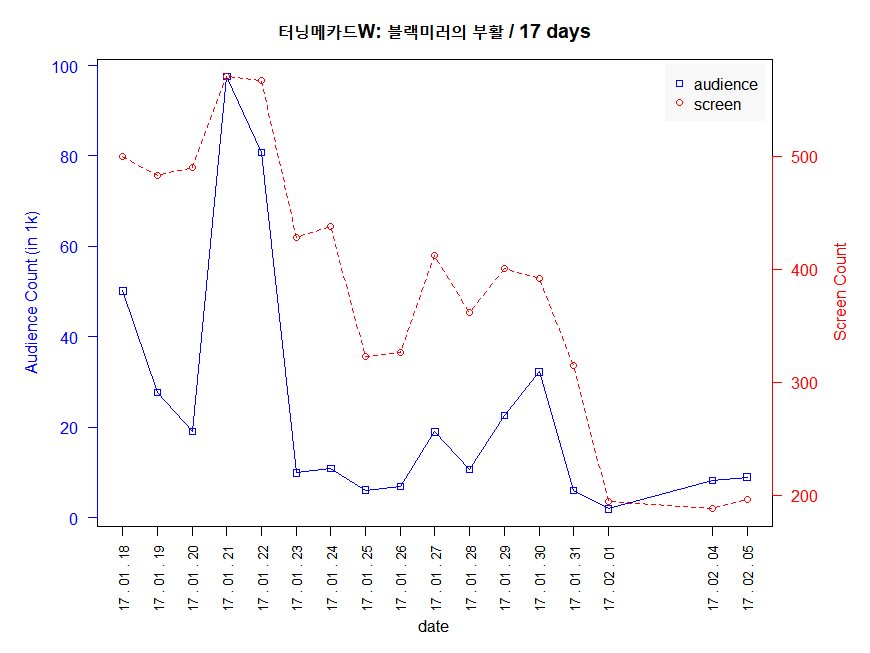 터닝메카드W: 블랙미러의 부활 / 17 days
audience
screen
Audience Count (in 1k)
100
80
60
40
20
0
Screen Count
500
400
300
200
17 . 01 . 18
17 . 01 . 19
17 . 01 . 20
17 . 01 . 21
17 . 01 . 22
17 . 01 . 23
17 . 01 . 24
17 . 01 . 25
17 . 01 . 26
17 . 01 . 27
17 . 01 . 28
17 . 01 . 29
17 . 01 . 30
17 . 01 . 31
17 . 02 . 01
17 . 02 . 04
17 . 02 . 05
date